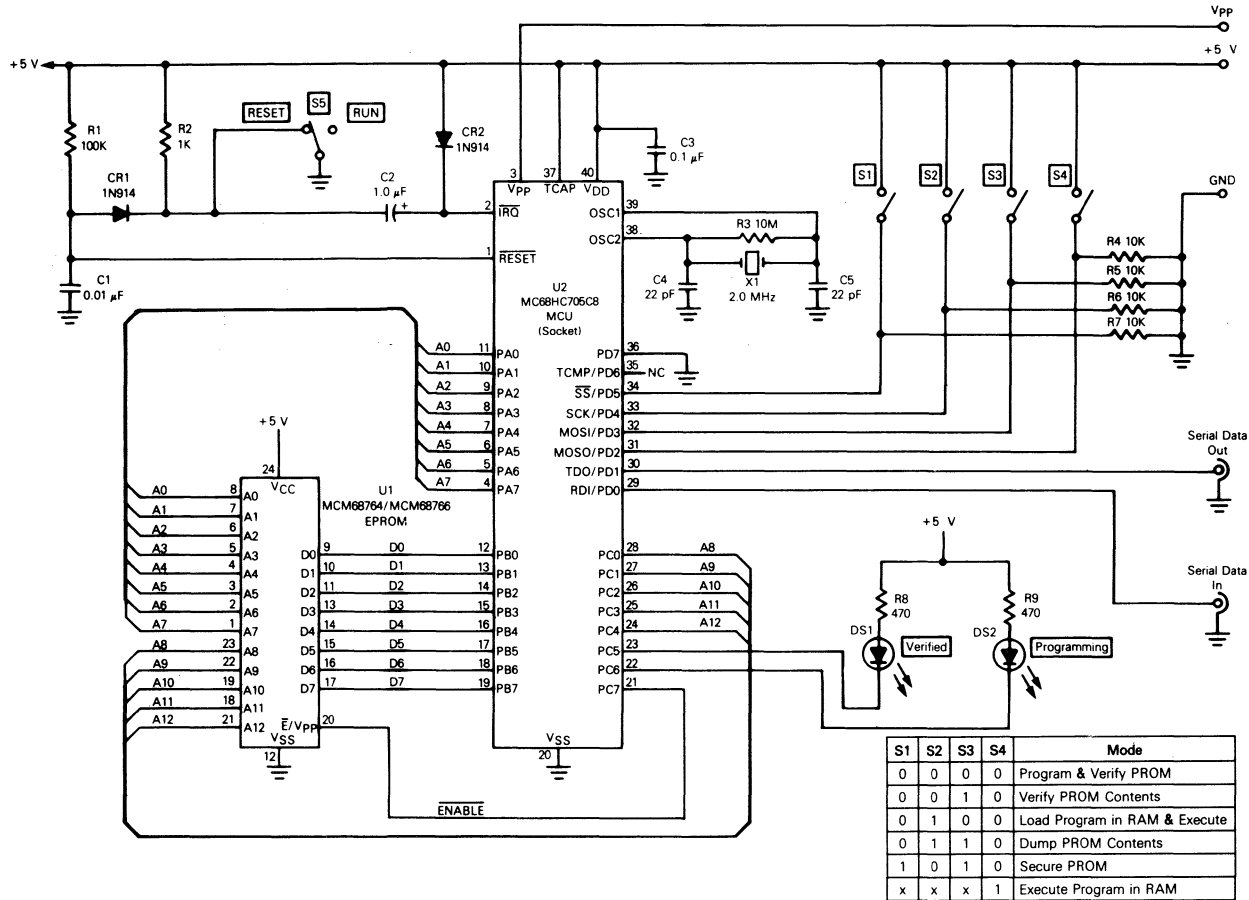 VPP
+5 V
+5 V
RESET
S5
RUN
R1
100K
R2
1K
CR1
1N914
C2
1.0 μF
+
CR2
1N914
C3
0.1 μF
3
37
40
VPP
TCAP
VDD
2
IRQ
1
RESET
C1
0.01 μF
U2
MC68HC705C8
MCU
(Socket)
OSC1
39
OSC2
38
R3 10M
X1
2.0 MHz
C4
22 pF
C5
22 pF
S1
S2
S3
S4
GND
R4 10K
R5 10K
R6 10K
R7 10K
A0 11 PA0
A1 10 PA1
A2 9 PA2
A3 8 PA3
A4 7 PA4
A5 6 PA5
A6 5 PA6
A7 4 PA7
PD7 36
TCMP/PD6 35 NC
SS/PD5 34
SCK/PD4 33
MOSI/PD3 32
MOSO/PD2 31
TDO/PD1 30
RDI/PD0 29
Serial Data
Out
Serial Data
In
+5 V
24
VCC
U1
MCM68764/MCM68766
EPROM
A0 8 A0
A1 7 A1
A2 6 A2
A3 5 A3
A4 4 A4
A5 3 A5
A6 2 A6
A7 1 A7
A8 23 A8
A9 22 A9
A10 19 A10
A11 18 A11
A12 21 A12
D0 9 D0 12 PB0
D1 10 D1 13 PB1
D2 11 D2 14 PB2
D3 13 D3 15 PB3
D4 14 D4 16 PB4
D5 15 D5 17 PB5
D6 16 D6 18 PB6
D7 17 D7 19 PB7
E/VPP 20
VSS
12
VSS
20
ENABLE
PC0 28 A8
PC1 27 A9
PC2 26 A10
PC3 25 A11
PC4 24 A12
PC5 23
PC6 22
PC7 21
+5 V
R8
470
R9
470
DS1
Verified
DS2
Programming
S1 S2 S3 S4 Mode
0 0 0 0 Program & Verify PROM
0 0 1 0 Verify PROM Contents
0 1 0 0 Load Program in RAM & Execute
0 1 1 0 Dump PROM Contents
1 0 1 0 Secure PROM
x x x 1 Execute Program in RAM